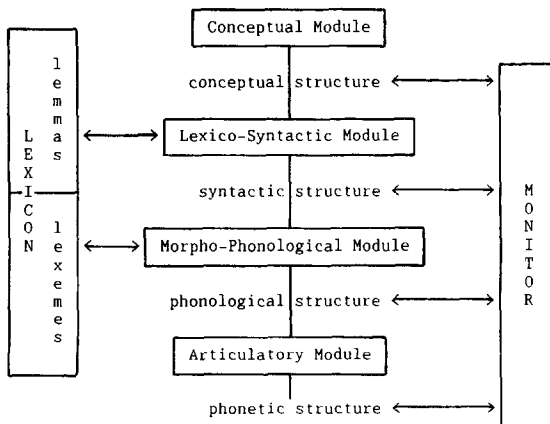 Conceptual Module
conceptual structure
Lexico-Syntactic Module
syntactic structure
Morpho-Phonological Module
phonological structure
Articulatory Module
phonetic structure
LEXICON
lemmas
lexemes
MONITOR